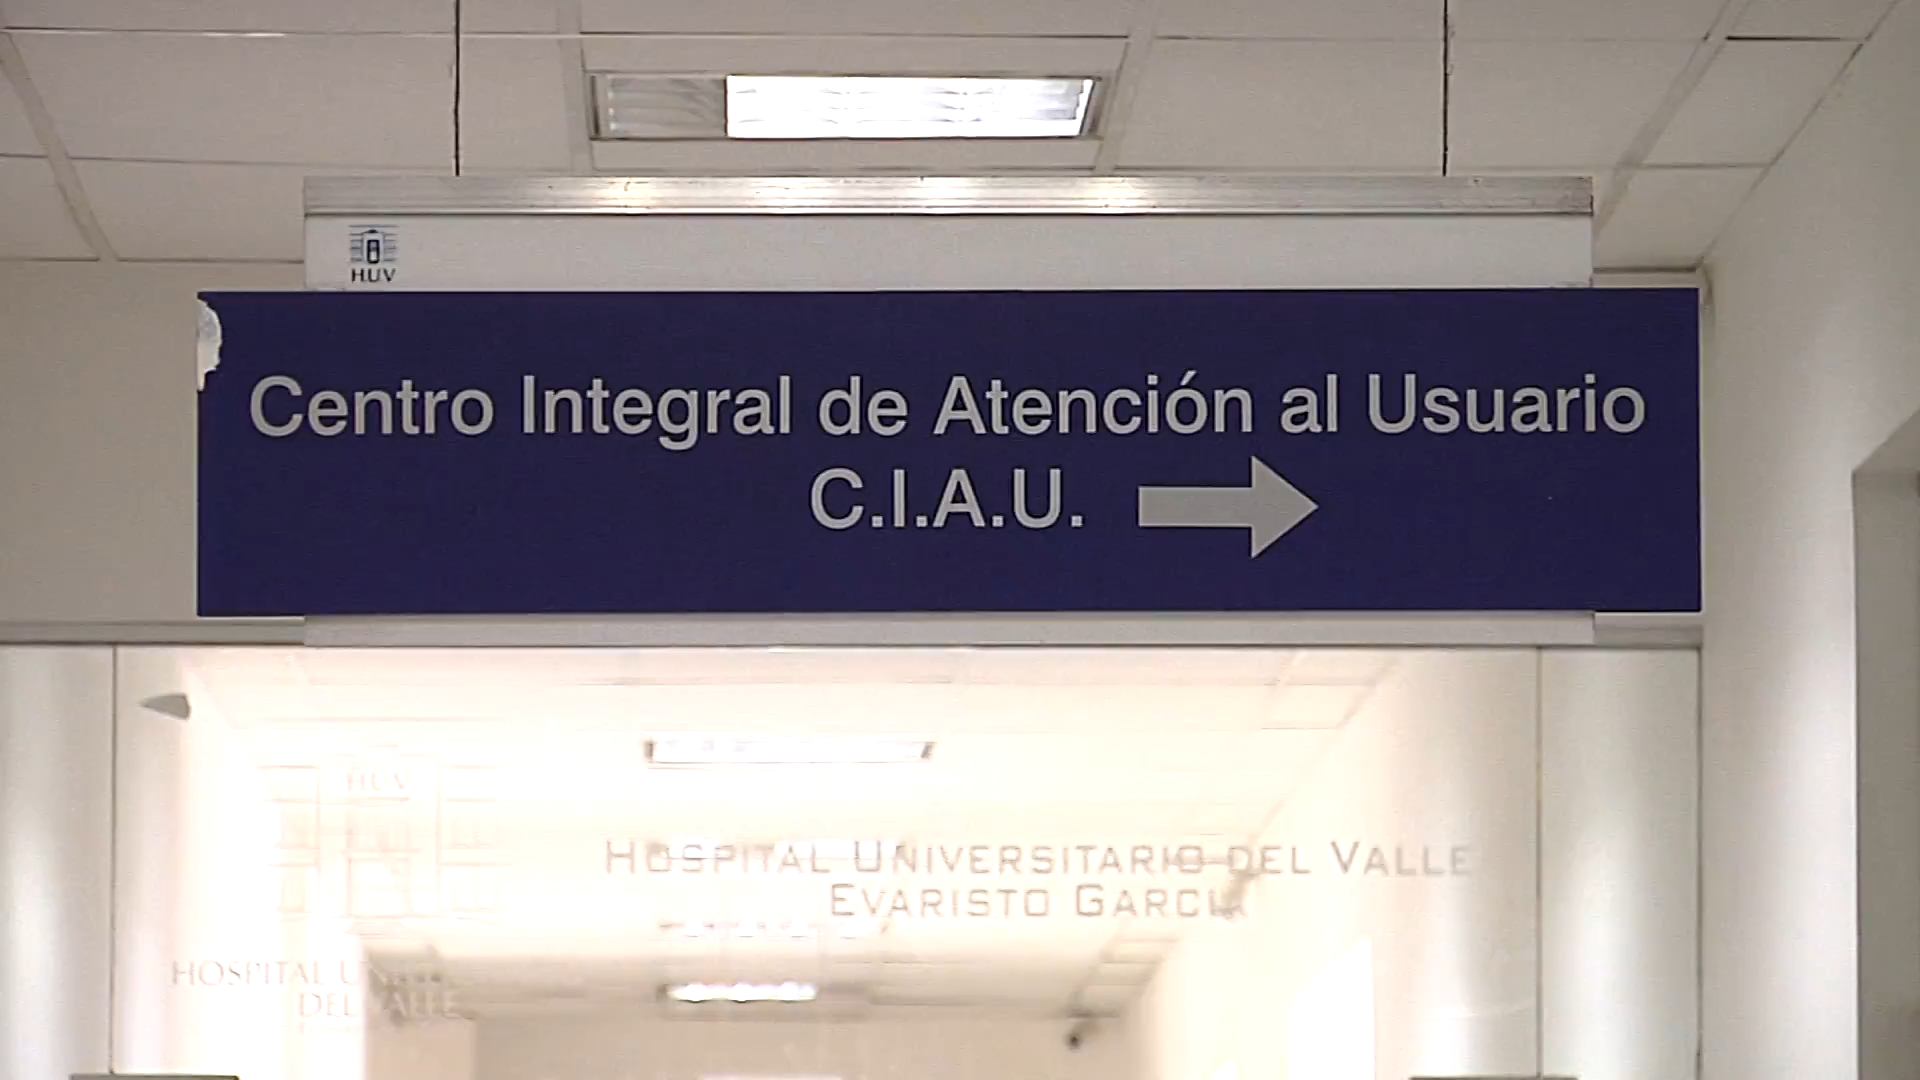 HUV
Centro Integral de Atención al Usuario
C.I.A.U.
HUV
HOSPITAL UNIVERSITARIO DEL VALLE
EVARISTO GARCIA
HOSPITAL
DEL VALLE